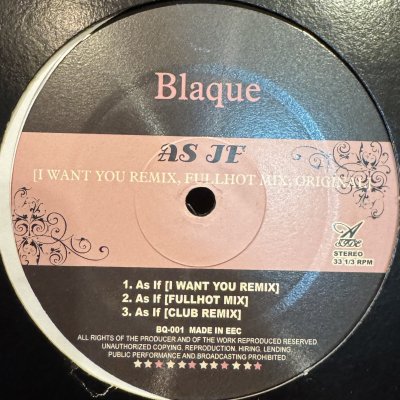 Blaque
AS IF
[I WANT YOU REMIX, FULLHOT MIX, ORIGINAL]
A
SIDE
STEREO
33 1/3 RPM
1. As If [I WANT YOU REMIX]
2. As If [FULLHOT MIX]
3. As If [CLUB REMIX]
BQ-001 MADE IN EEC
ALL RIGHTS OF THE PRODUCER AND OF THE WORK REPRODUCED RESERVED.
UNAUTHORIZED COPYING, REPRODUCTION, HIRING, LENDING,
PUBLIC PERFORMANCE AND BROADCASTING PROHIBITED